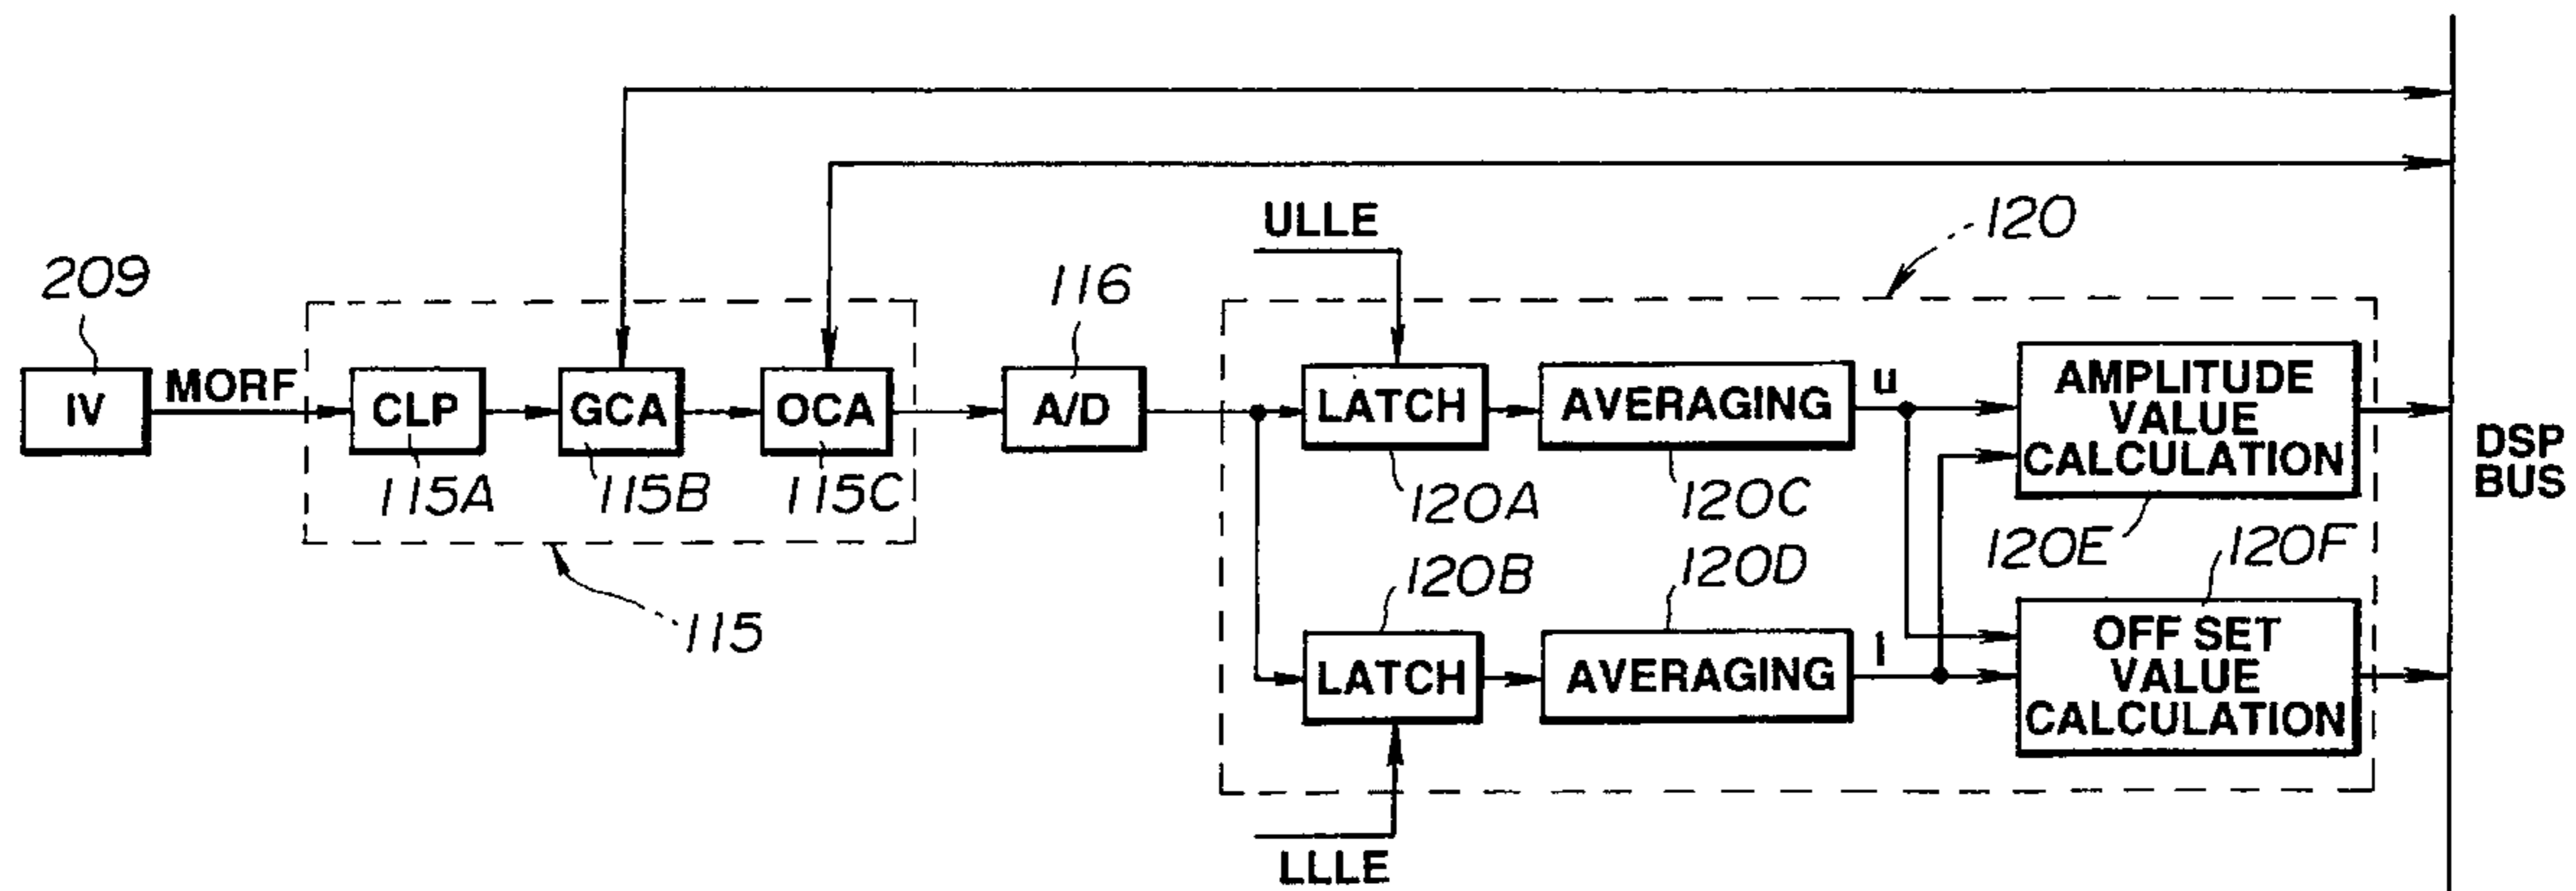 ULLE
120
209
116
IV
MORF
CLP
GCA
OCA
A/D
LATCH
AVERAGING
u
AMPLITUDE
VALUE
CALCULATION
DSP
BUS
115A
115B
115C
120A
120C
120E
120F
120B
120D
115
LATCH
AVERAGING
l
OFF SET
VALUE
CALCULATION
LLLE